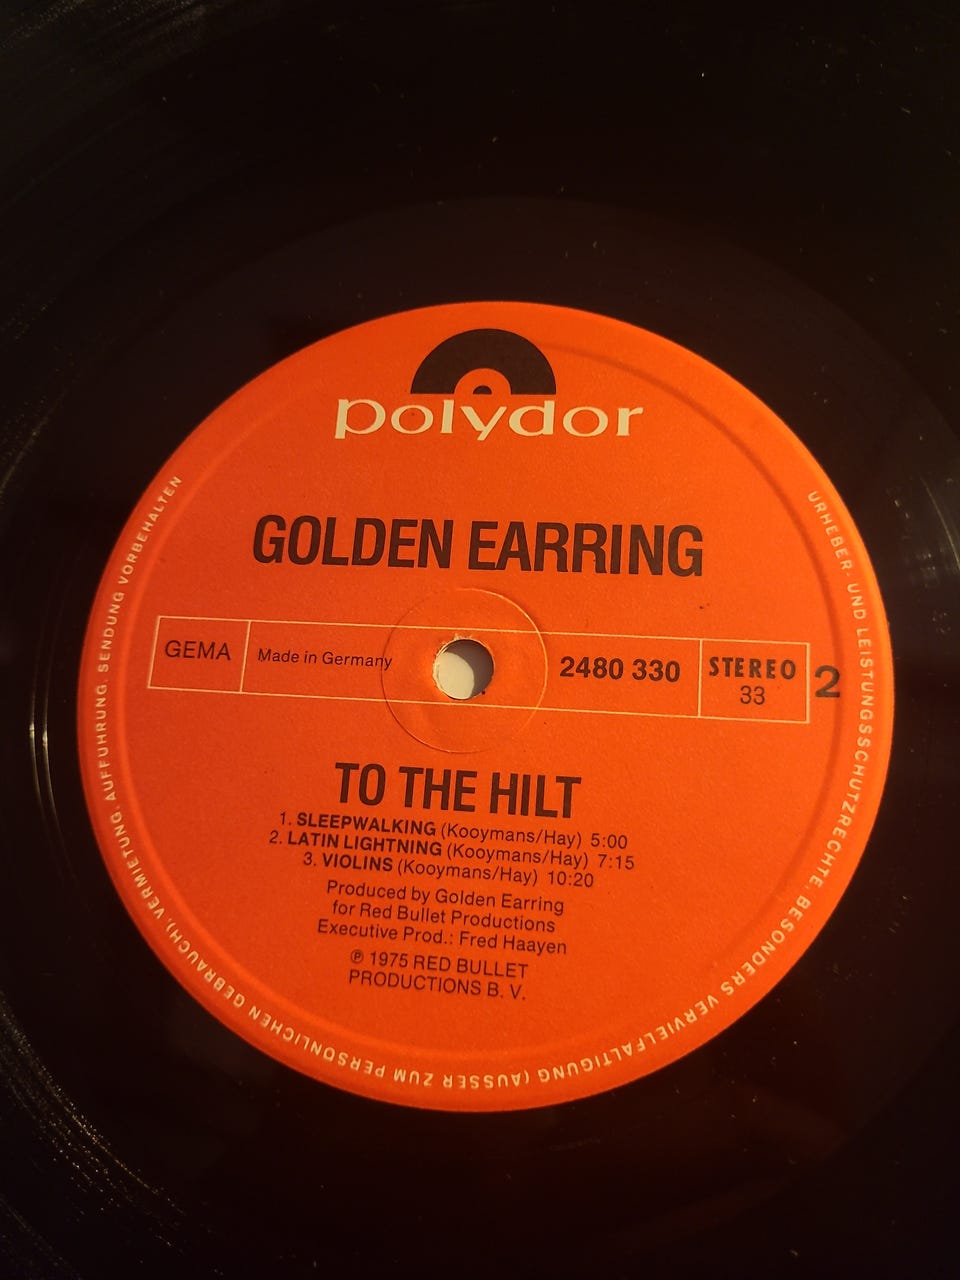 polydor
GOLDEN EARRING
GEMA
Made in Germany
2480 330
STEREO
33
2
TO THE HILT
1. SLEEPWALKING (Kooymans/Hay) 5:00
2. LATIN LIGHTNING (Kooymans/Hay) 7:15
3. VIOLINS (Kooymans/Hay) 10:20
Produced by Golden Earring
for Red Bullet Productions
Executive Prod.: Fred Haayen
℗ 1975 RED BULLET
PRODUCTIONS B. V.
URHEBER- UND LEISTUNGSSCHUTZRECHTE, BESONDERS VERVIELFÄLTIGUNG (AUSSER ZUM PERSÖNLICHEN GEBRAUCH), VERMIETUNG, AUFFÜHRUNG, SENDUNG VORBEHALTEN